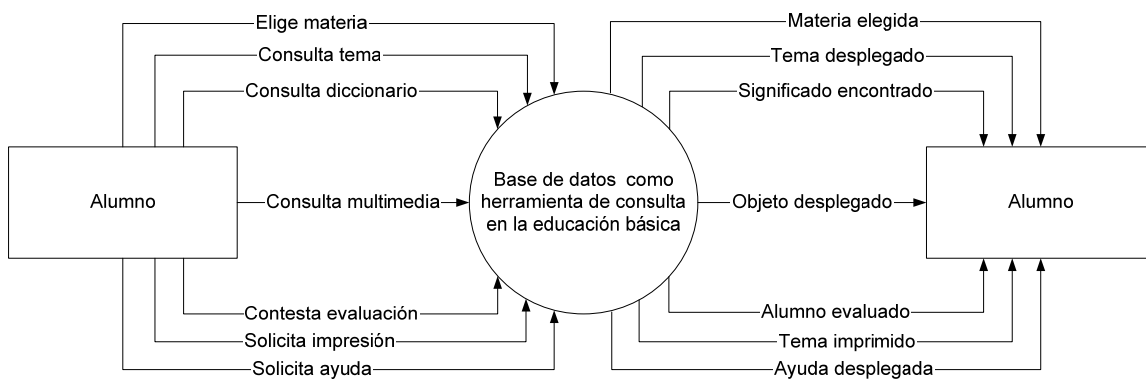 Elige materia
Consulta tema
Consulta diccionario
Alumno
Consulta multimedia
Contesta evaluación
Solicita impresión
Solicita ayuda
Base de datos como
herramienta de consulta
en la educación básica
Materia elegida
Tema desplegado
Significado encontrado
Objeto desplegado
Alumno
Alumno evaluado
Tema imprimido
Ayuda desplegada